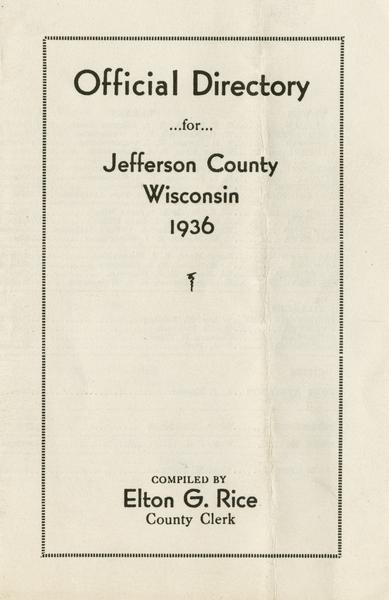 Official Directory
...for...
Jefferson County
Wisconsin
1936
COMPILED BY
Elton G. Rice
County Clerk